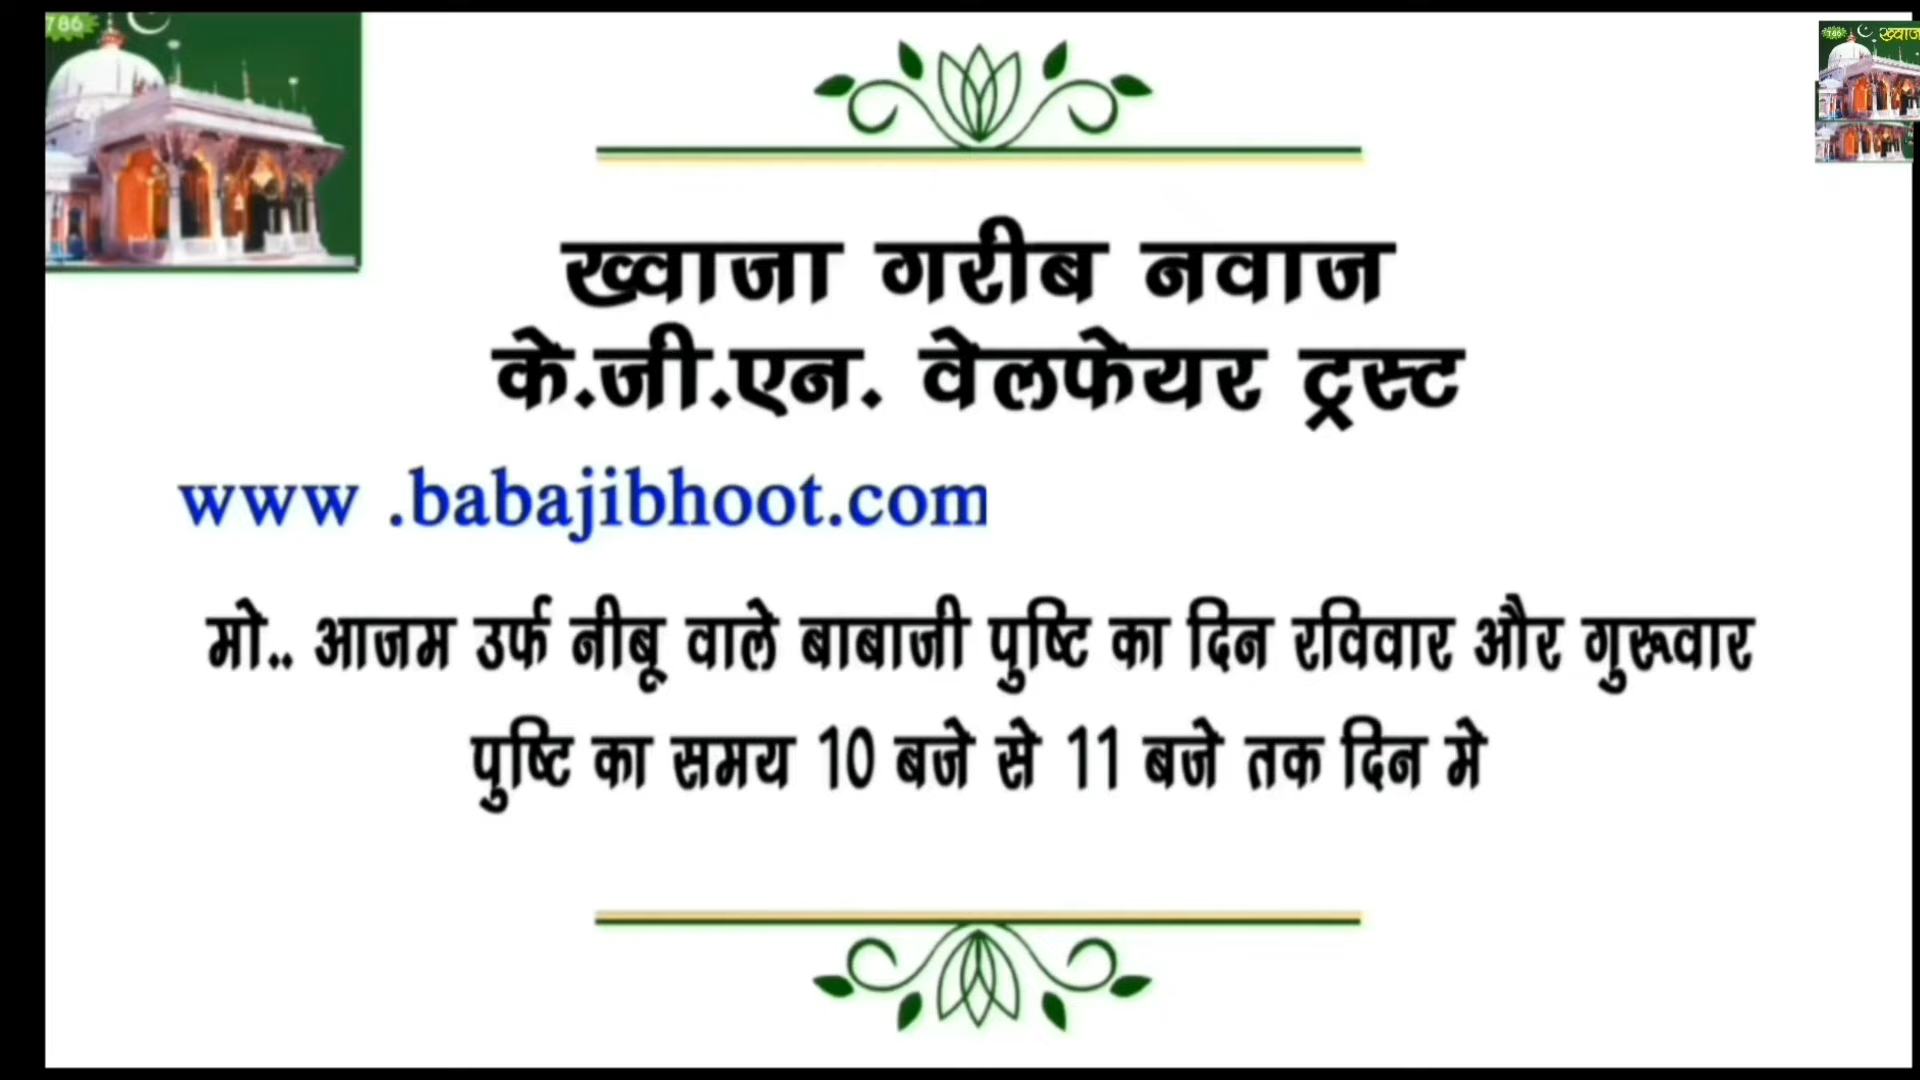 786
ख्वाजा
786
ख्वाजा गरीब नवाज
के.जी.एन. वेलफेयर ट्रस्ट
www .babajibhoot.com
मो.. आजम उर्फ नीबू वाले बाबाजी पुष्टि का दिन रविवार और गुरूवार
पुष्टि का समय 10 बजे से 11 बजे तक दिन मे